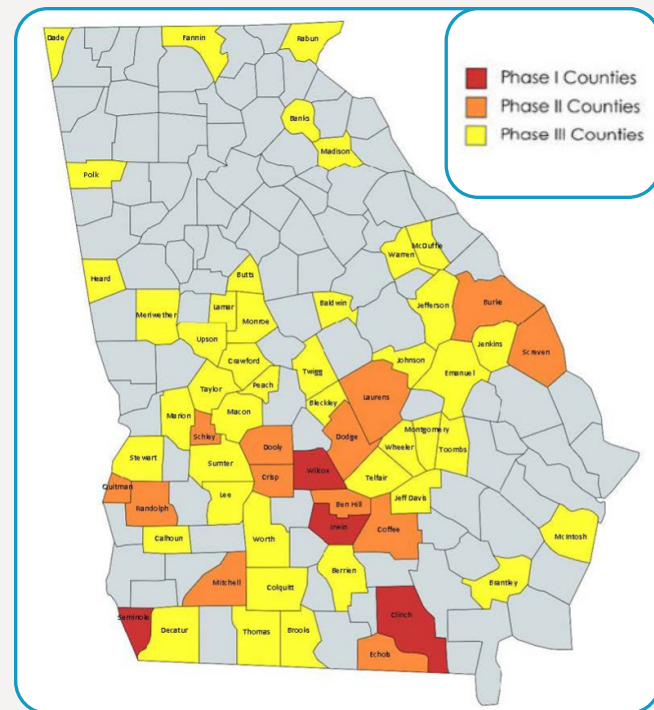 Phase I Counties
Phase II Counties
Phase III Counties
Dade
Fannin
Rabun
Banks
Madison
Polk
McDuffie
Warren
Heard
Butts
Jefferson
Burke
Meriwether
Lamar
Monroe
Baldwin
Upson
Jenkins
Screven
Crawford
Johnson
Emanuel
Twigg
Taylor
Peach
Laurens
Bleckley
Marion
Macon
Schley
Dodge
Montgomery
Dooly
Wheeler
Toombs
Stewart
Sumter
Wilcox
Crisp
Telfair
Quitman
Lee
Jeff Davis
Randolph
Ben Hill
Irwin
Coffee
Calhoun
Worth
McIntosh
Berrien
Mitchell
Colquitt
Brantley
Seminole
Clinch
Decatur
Thomas
Brooks
Echols